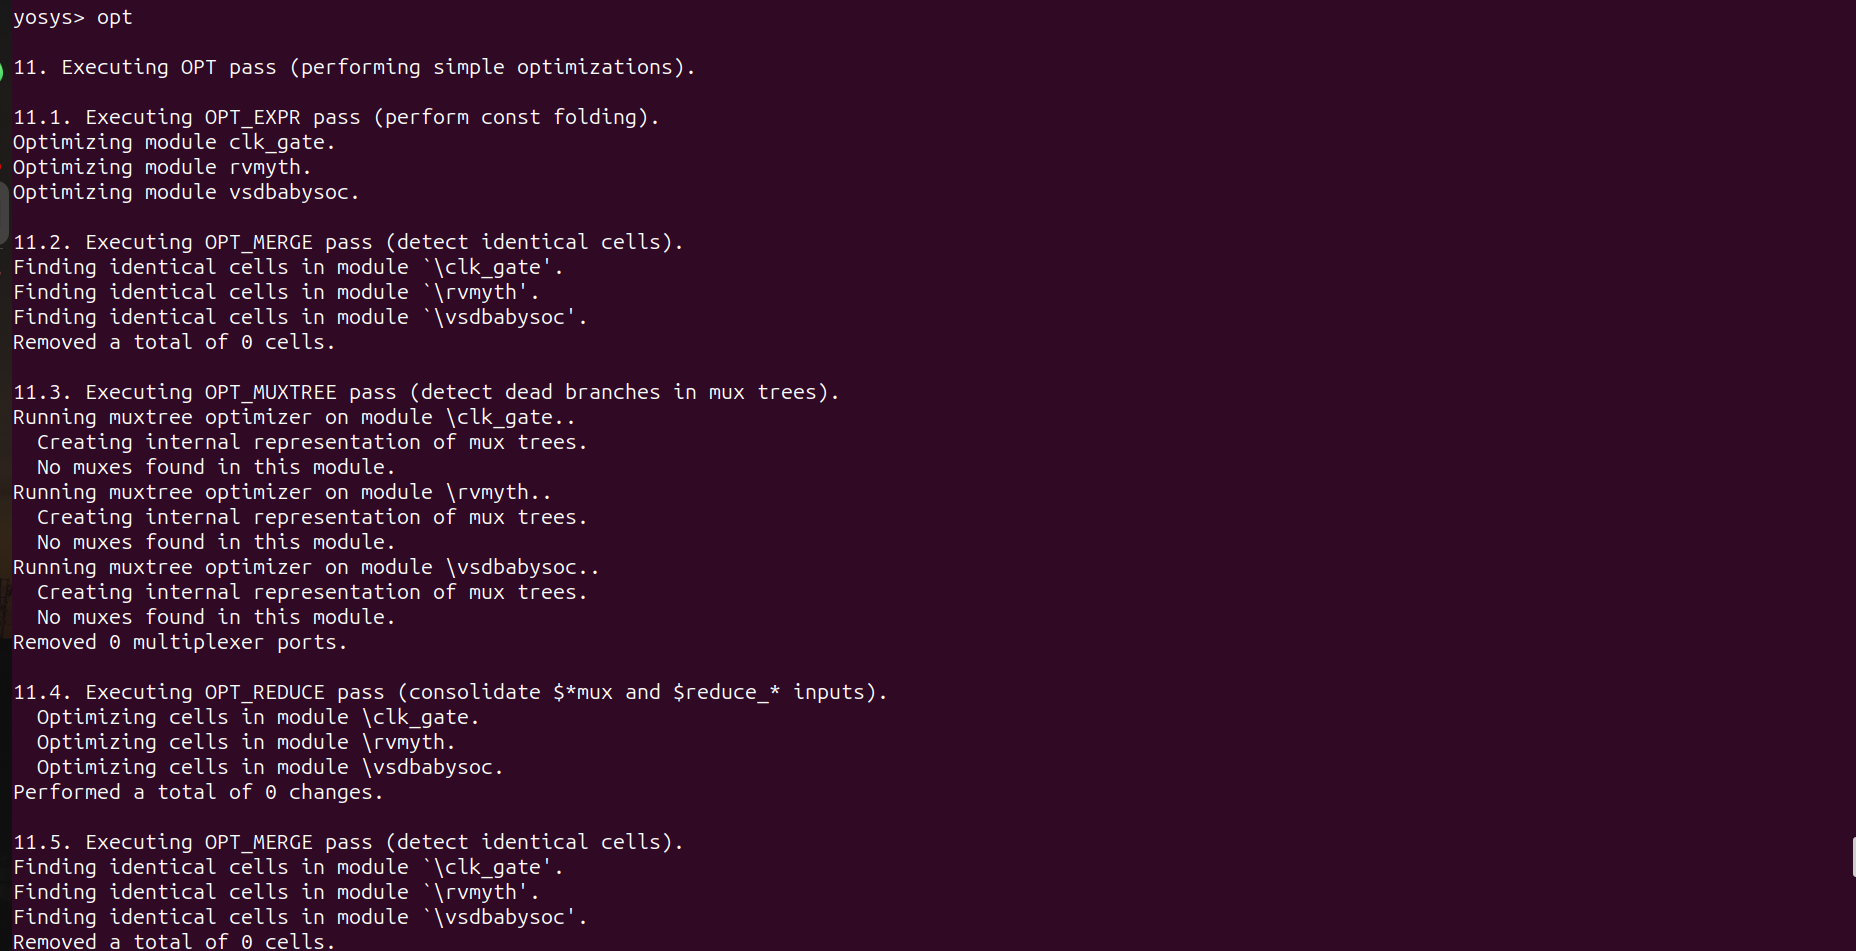 yosys> opt
11. Executing OPT pass (performing simple optimizations).
11.1. Executing OPT_EXPR pass (perform const folding).
Optimizing module clk_gate.
Optimizing module rvmyth.
Optimizing module vsdbabysoc.
11.2. Executing OPT_MERGE pass (detect identical cells).
Finding identical cells in module `\clk_gate'.
Finding identical cells in module `\rvmyth'.
Finding identical cells in module `\vsdbabysoc'.
Removed a total of 0 cells.
11.3. Executing OPT_MUXTREE pass (detect dead branches in mux trees).
Running muxtree optimizer on module \clk_gate..
  Creating internal representation of mux trees.
  No muxes found in this module.
Running muxtree optimizer on module \rvmyth..
  Creating internal representation of mux trees.
  No muxes found in this module.
Running muxtree optimizer on module \vsdbabysoc..
  Creating internal representation of mux trees.
  No muxes found in this module.
Removed 0 multiplexer ports.
11.4. Executing OPT_REDUCE pass (consolidate $*mux and $reduce_* inputs).
  Optimizing cells in module \clk_gate.
  Optimizing cells in module \rvmyth.
  Optimizing cells in module \vsdbabysoc.
Performed a total of 0 changes.
11.5. Executing OPT_MERGE pass (detect identical cells).
Finding identical cells in module `\clk_gate'.
Finding identical cells in module `\rvmyth'.
Finding identical cells in module `\vsdbabysoc'.
Removed a total of 0 cells.